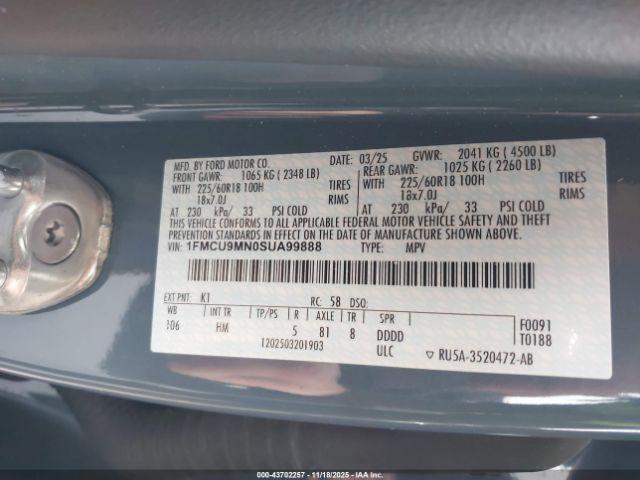 MFD. BY FORD MOTOR CO.
DATE: 03/25 GVWR: 2041 KG ( 4500 LB)
FRONT GAWR: 1065 KG ( 2348 LB) REAR GAWR: 1025 KG ( 2260 LB)
WITH 225/60R18 100H TIRES WITH 225/60R18 100H TIRES
18x7.0J RIMS 18x7.0J RIMS
AT 230 kPa/ 33 PSI COLD AT 230 kPa/ 33 PSI COLD
THIS VEHICLE CONFORMS TO ALL APPLICABLE FEDERAL MOTOR VEHICLE SAFETY AND THEFT
PREVENTION STANDARDS IN EFFECT ON THE DATE OF MANUFACTURE SHOWN ABOVE.
VIN: 1FMCU9MN0SUA99888 TYPE: MPV
EXT PNT: K1 RC: 58 DSO:
WB INT TR TP/PS R AXLE TR SPR F0091
106 HM 5 81 8 DDDD T0188
1202503201903 ULC ▽ RU5A-3520472-AB
00-43702257 - 11/18/2025 - IAA Inc.